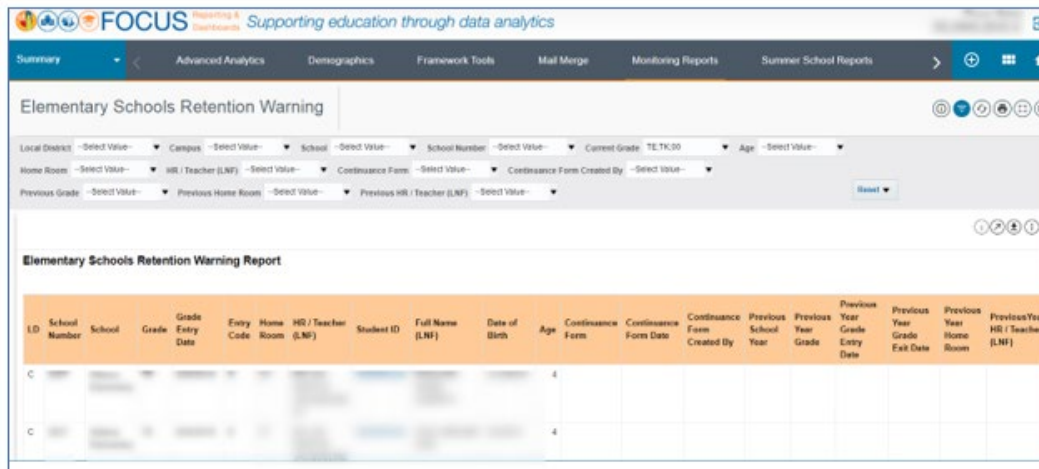 FOCUS Reporting & Dashboards Supporting education through data analytics
Summary Advanced Analytics Demographics Framework Tools Mail Merge Monitoring Reports Summer School Reports
Elementary Schools Retention Warning
Local District --Select Value-- Campus --Select Value-- School --Select Value-- School Number --Select Value-- Current Grade TE;TK;00 Age --Select Value--
Home Room --Select Value-- HR / Teacher (LNF) --Select Value-- Continuance Form --Select Value-- Continuance Form Created By --Select Value--
Previous Grade --Select Value-- Previous Home Room --Select Value-- Previous HR / Teacher (LNF) --Select Value-- Reset
Elementary Schools Retention Warning Report
LD School Number School Grade Grade Entry Date Entry Code Home Room HR / Teacher (LNF) Student ID Full Name (LNF) Date of Birth Age Continuance Form Continuance Form Date Continuance Form Created By Previous School Year Previous Year Grade Previous Year Grade Entry Date Previous Year Grade Exit Date Previous Year Home Room PreviousYear HR / Teacher (LNF)
C 4
C 4